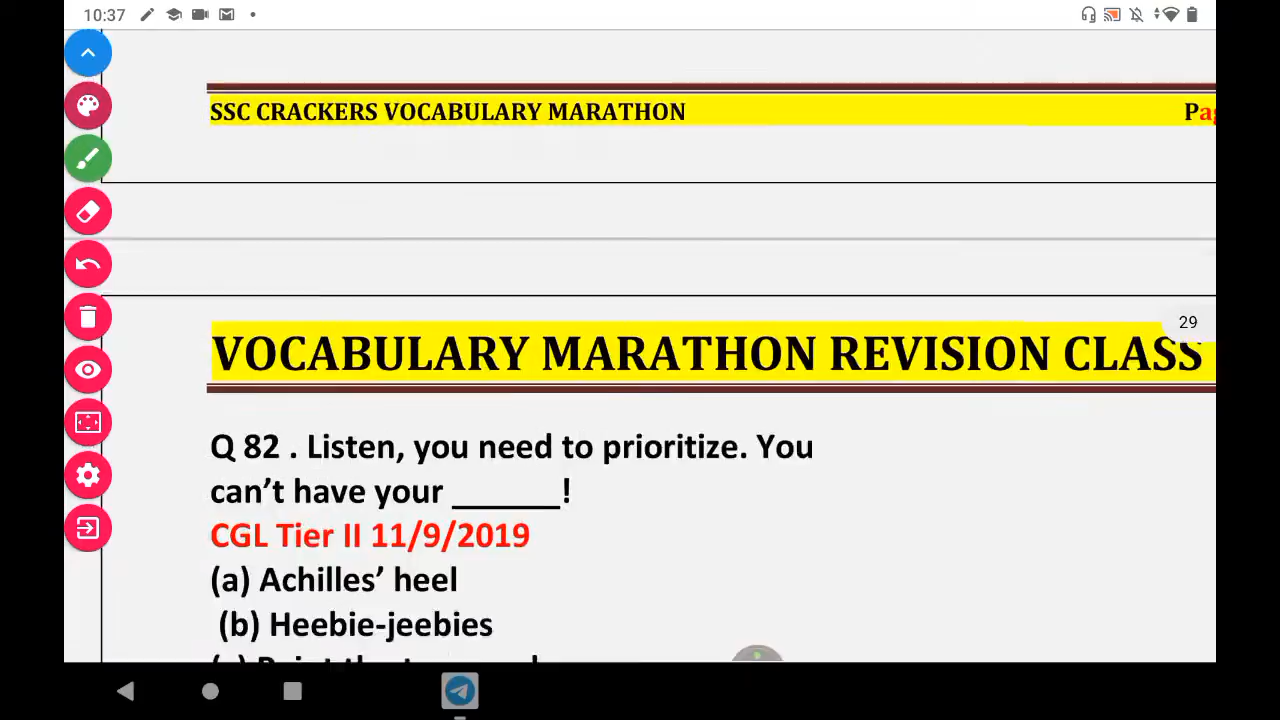 10:37
SSC CRACKERS VOCABULARY MARATHON
29
VOCABULARY MARATHON REVISION CLASS
Q 82 . Listen, you need to prioritize. You
can’t have your ______!
CGL Tier II 11/9/2019
(a) Achilles’ heel
(b) Heebie-jeebies